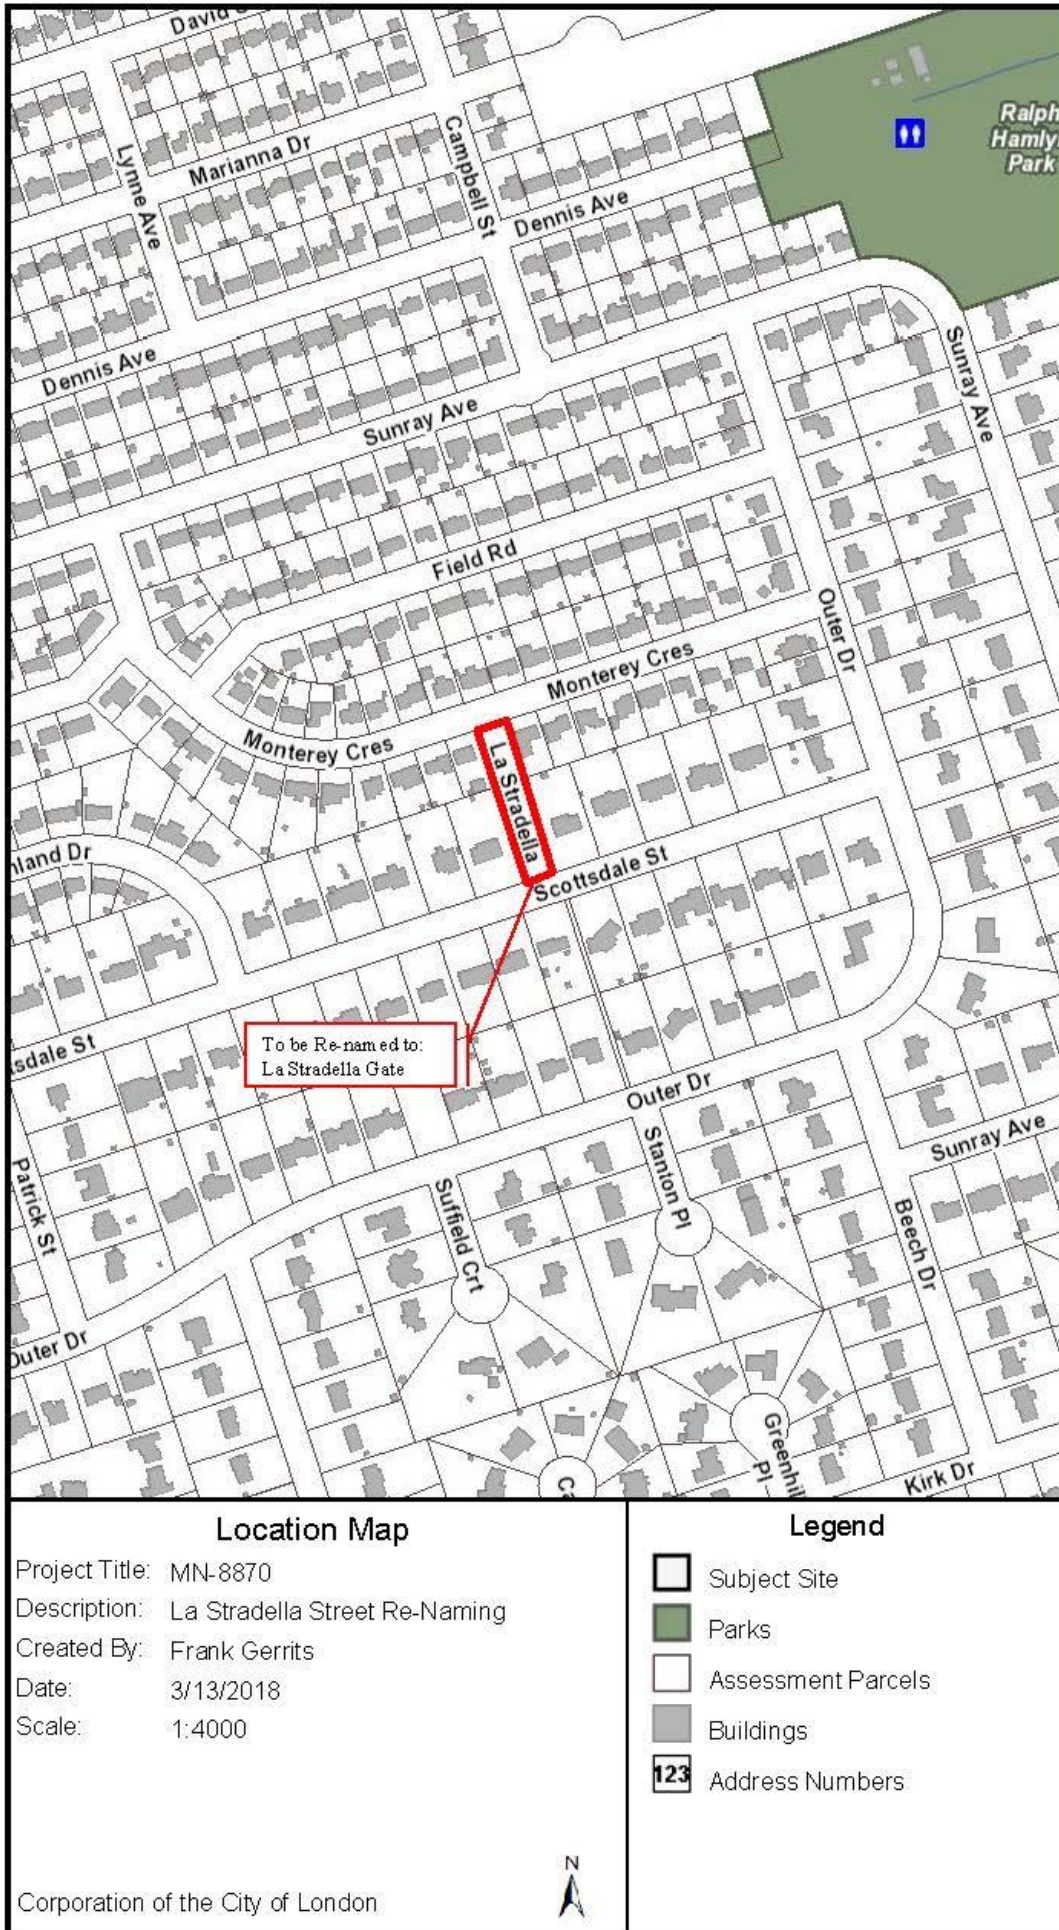 David
Lynne Ave
Marianna Dr
Campbell St
Dennis Ave
Ralph
Hamly
Park
Dennis Ave
Sunray Ave
Sunray Ave
Field Rd
Outer Dr
Monterey Cres
Monterey Cres
La Stradella
nland Dr
Scottsdale St
sdale St
To be Re-named to:
La Stradella Gate
Outer Dr
Stanton Pl
Sunray Ave
Patrick St
Suffield Crt
Beech Dr
Outer Dr
Greenhil
Pl
Ca
Kirk Dr
Location Map
Project Title: MN-8870
Description: La Stradella Street Re-Naming
Created By: Frank Gerrits
Date: 3/13/2018
Scale: 1:4000
Corporation of the City of London
N
Legend
Subject Site
Parks
Assessment Parcels
Buildings
123 Address Numbers